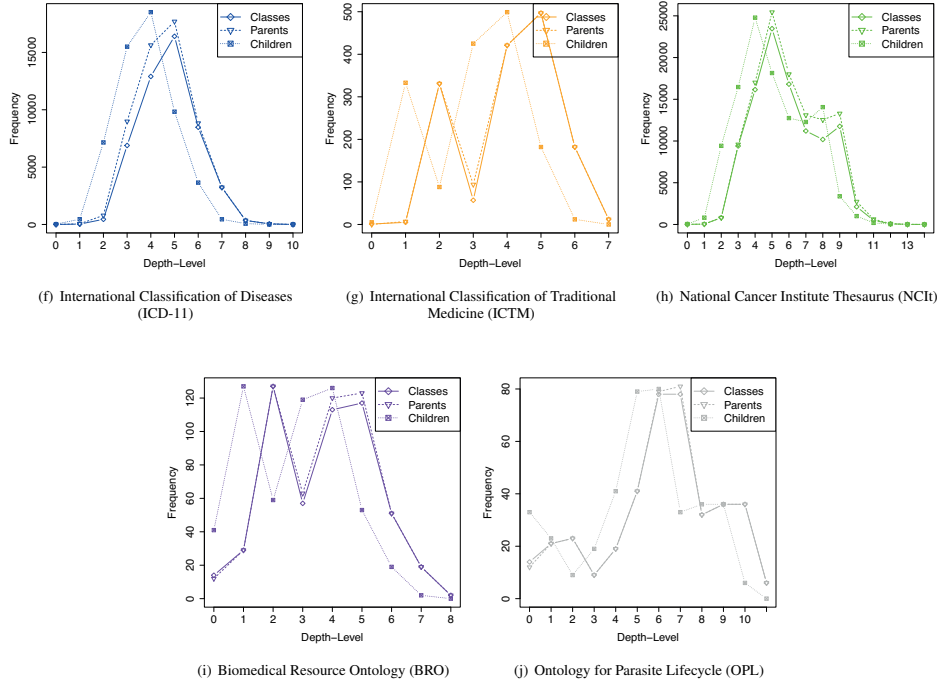 Classes
Parents
Children
Frequency
0 5000 10000 15000
0 1 2 3 4 5 6 7 8 9 10
Depth−Level
(f) International Classification of Diseases
(ICD-11)
Classes
Parents
Children
Frequency
0 100 200 300 400 500
0 1 2 3 4 5 6 7
Depth−Level
(g) International Classification of Traditional
Medicine (ICTM)
Classes
Parents
Children
Frequency
0 5000 10000 15000 25000
0 1 2 3 4 5 6 7 8 9 11 13
Depth−Level
(h) National Cancer Institute Thesaurus (NCIt)
Classes
Parents
Children
Frequency
0 20 40 60 80 100 120
0 1 2 3 4 5 6 7 8
Depth−Level
(i) Biomedical Resource Ontology (BRO)
Classes
Parents
Children
Frequency
0 20 40 60 80
0 1 2 3 4 5 6 7 8 9 10
Depth−Level
(j) Ontology for Parasite Lifecycle (OPL)